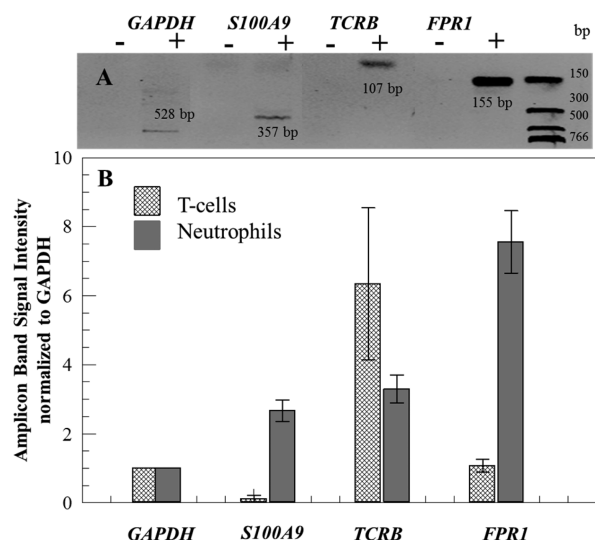 GAPDH S100A9 TCRB FPR1
- + - + - + - + bp
A
528 bp 357 bp 107 bp 155 bp
150
300
500
766
B
T-cells
Neutrophils
Amplicon Band Signal Intensity
normalized to GAPDH
10
8
6
4
2
0
GAPDH S100A9 TCRB FPR1